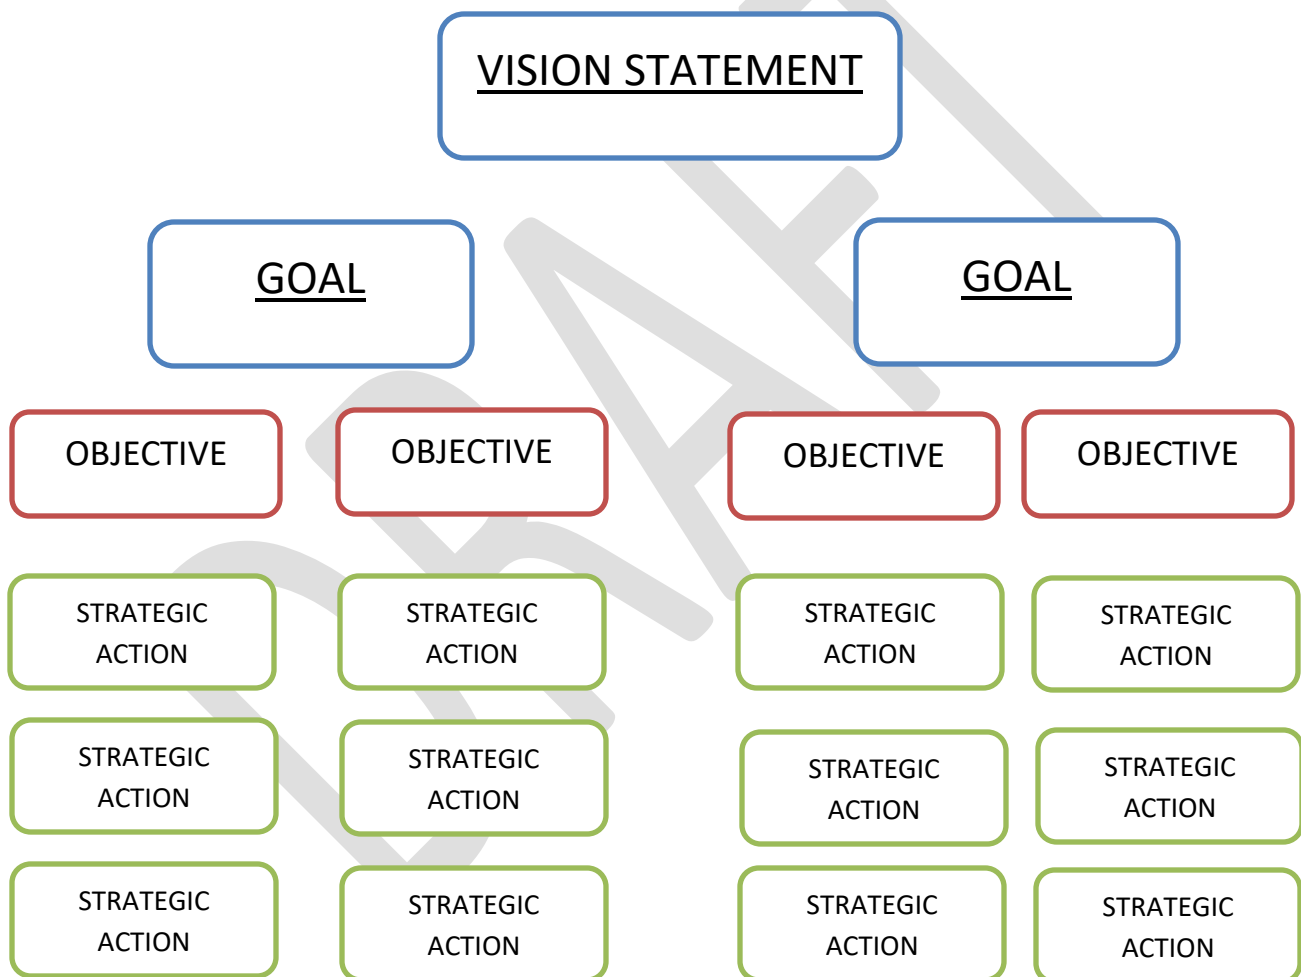 VISION STATEMENT
GOAL
GOAL
OBJECTIVE
OBJECTIVE
OBJECTIVE
OBJECTIVE
STRATEGIC
ACTION
STRATEGIC
ACTION
STRATEGIC
ACTION
STRATEGIC
ACTION
STRATEGIC
ACTION
STRATEGIC
ACTION
STRATEGIC
ACTION
STRATEGIC
ACTION
STRATEGIC
ACTION
STRATEGIC
ACTION
STRATEGIC
ACTION
STRATEGIC
ACTION
DRAFT